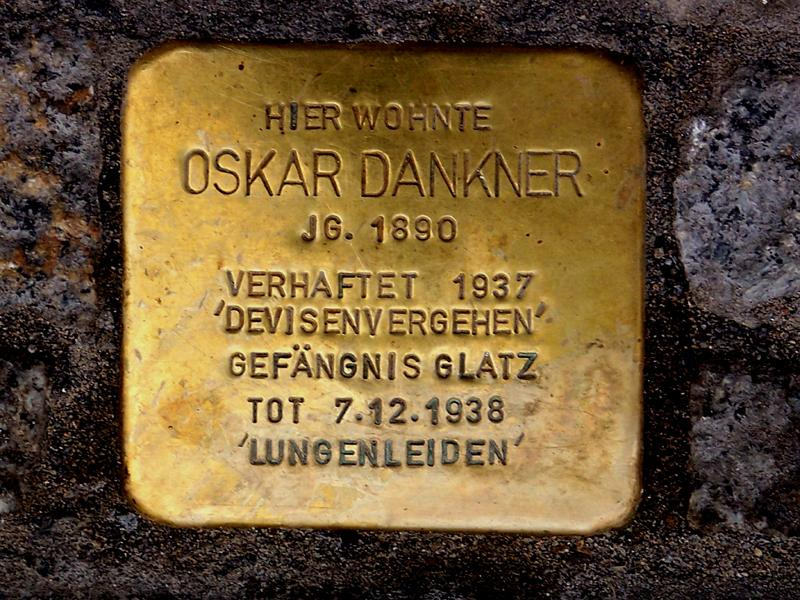 HIER WOHNTE
OSKAR DANKNER
JG. 1890
VERHAFTET 1937
'DEVISENVERGEHEN'
GEFÄNGNIS GLATZ
TOT 7.12.1938
'LUNGENLEIDEN'